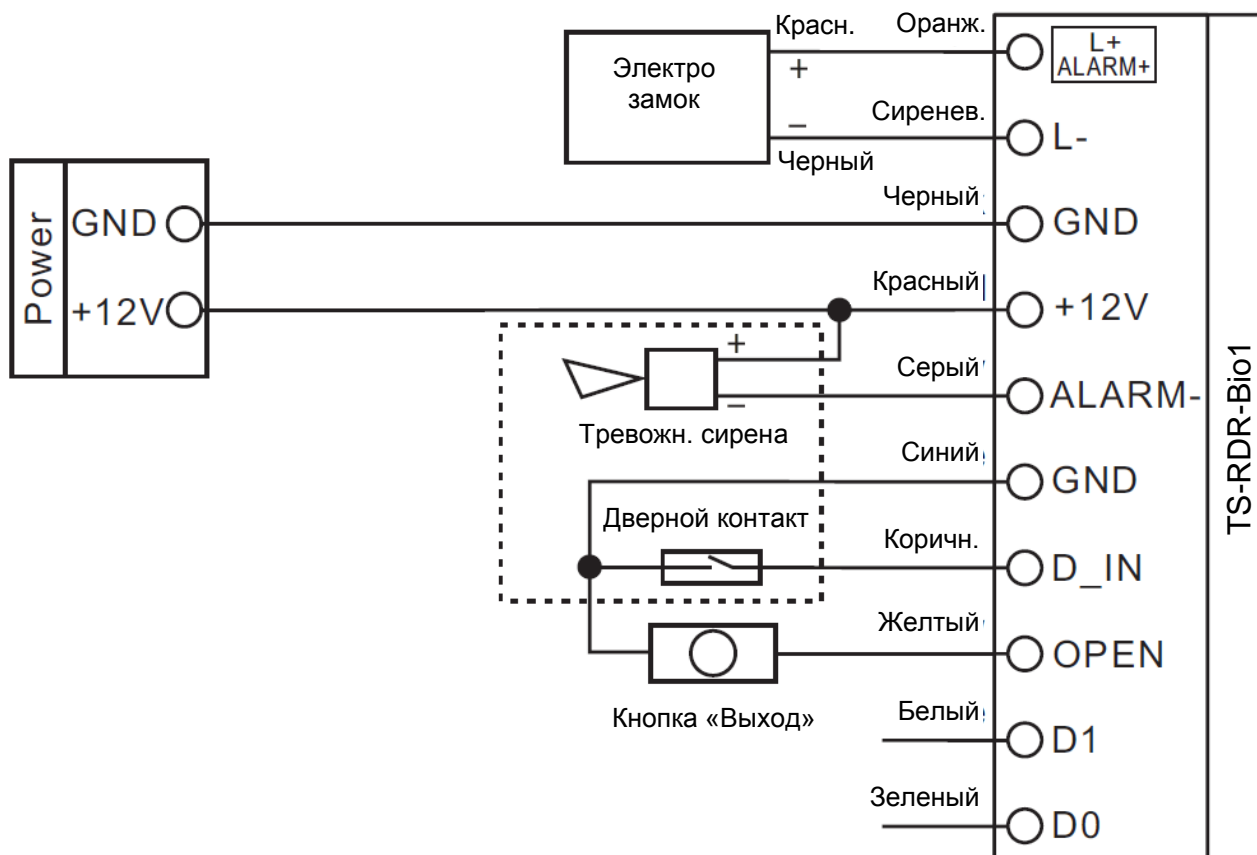 Красн. Оранж. L+
Электро + ALARM+
замок Сиренев.
– L-
Черный
Черный GND
Power GND
Красный +12V
+12V
+ Серый ALARM-
–
Тревожн. сирена
Синий GND
Дверной контакт
Коричн. D_IN
Желтый OPEN
Кнопка «Выход» Белый D1
Зеленый D0
TS-RDR-Bio1